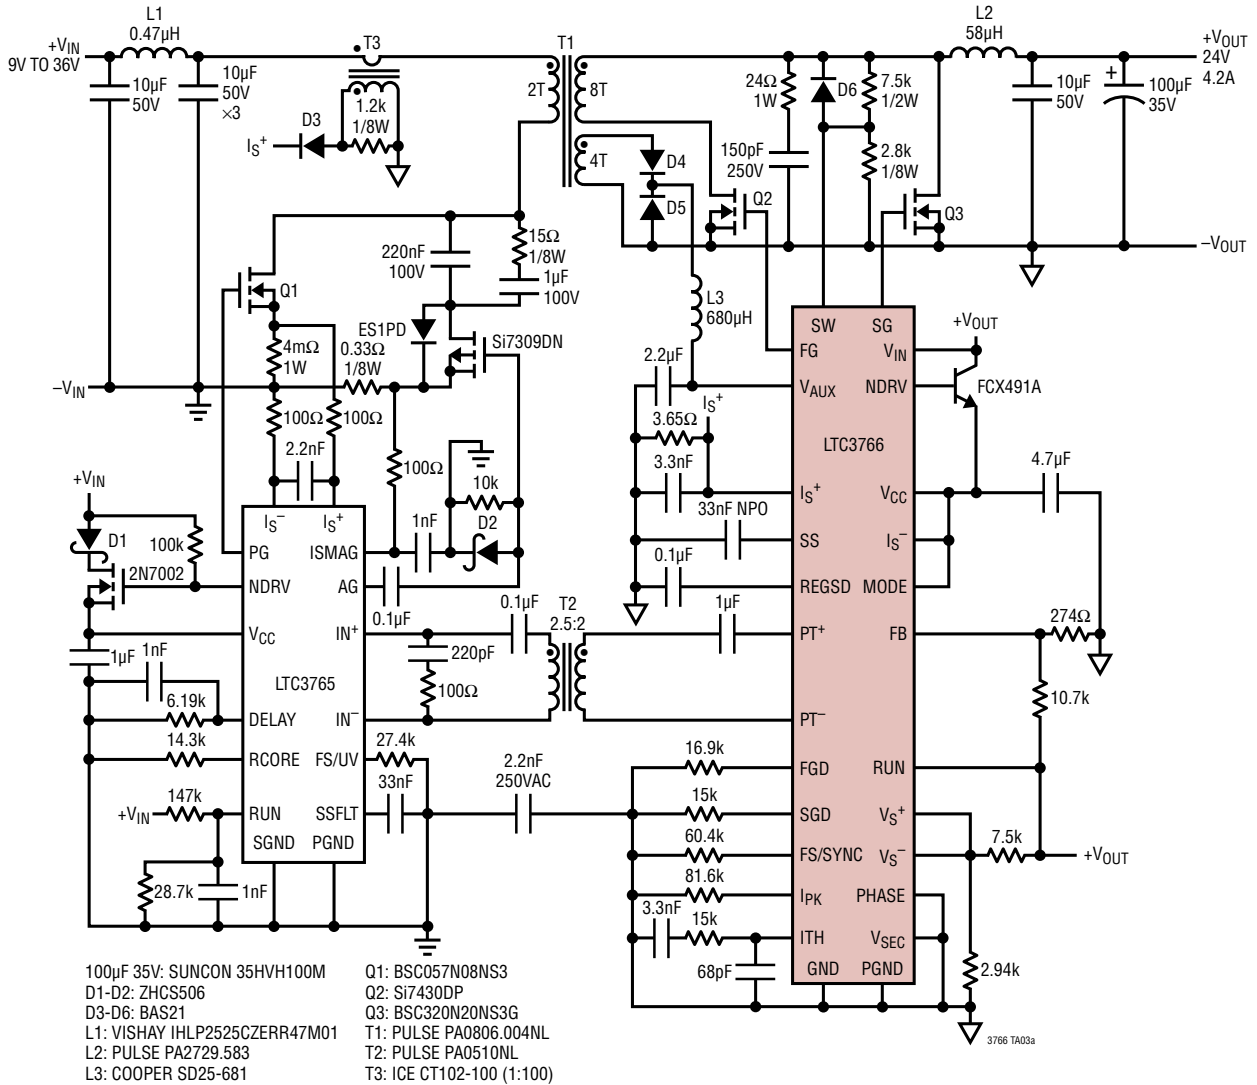 L1
0.47µH
+VIN
9V TO 36V
10µF
50V
10µF
50V
×3
T3
1.2k
1/8W
D3
IS+
T1
2T
8T
4T
D4
D5
24Ω
1W
150pF
250V
D6
7.5k
1/2W
2.8k
1/8W
Q2
Q3
L2
58µH
10µF
50V
+
100µF
35V
+VOUT
24V
4.2A
–VOUT
220nF
100V
15Ω
1/8W
1µF
100V
Q1
4mΩ
1W
ES1PD
0.33Ω
1/8W
Si7309DN
–VIN
100Ω
100Ω
2.2nF
100Ω
10k
1nF
D2
L3
680µH
2.2µF
IS+
3.65Ω
3.3nF
33nF NPO
0.1µF
SW
SG
FG
VIN
VAUX
NDRV
LTC3766
IS+
VCC
SS
IS–
REGSD
MODE
PT+
FB
PT–
FGD
RUN
SGD
VS+
FS/SYNC
VS–
IPK
PHASE
ITH
VSEC
GND
PGND
+VOUT
FCX491A
4.7µF
274Ω
10.7k
7.5k
+VOUT
2.94k
+VIN
D1
100k
2N7002
IS–
IS+
PG
ISMAG
NDRV
AG
VCC
IN+
LTC3765
DELAY
IN–
RCORE
FS/UV
RUN
SSFLT
SGND
PGND
0.1µF
0.1µF
T2
2.5:2
1µF
220pF
100Ω
1µF
1nF
6.19k
14.3k
147k
+VIN
28.7k
1nF
27.4k
33nF
2.2nF
250VAC
16.9k
15k
60.4k
81.6k
3.3nF
15k
68pF
100µF 35V: SUNCON 35HVH100M
D1-D2: ZHCS506
D3-D6: BAS21
L1: VISHAY IHLP2525CZERR47M01
L2: PULSE PA2729.583
L3: COOPER SD25-681
Q1: BSC057N08NS3
Q2: Si7430DP
Q3: BSC320N20NS3G
T1: PULSE PA0806.004NL
T2: PULSE PA0510NL
T3: ICE CT102-100 (1:100)
3766 TA03a